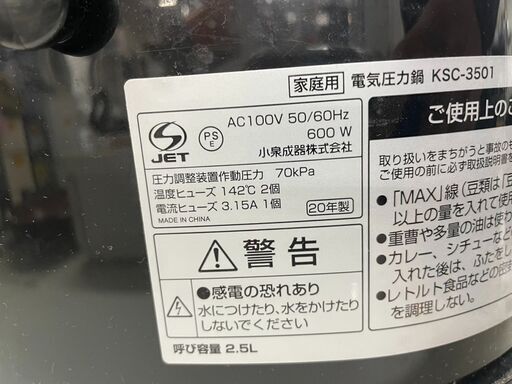 家庭用 電気圧力鍋 KSC-3501
S JET
PS E
AC100V 50/60Hz
600 W
小泉成器株式会社
圧力調整装置作動圧力 70kPa
温度ヒューズ 142℃ 2個
電流ヒューズ 3.15A 1個
MADE IN CHINA
20年製
警告
●感電の恐れあり
水につけたり、水をかけたり
しないでください
呼び容量 2.5L
ご使用上のご
取り扱いをまちがうと事故のも
ご使用の前に必ず取扱説明書
●「MAX」線(豆類は「豆
以上の量を入れて使用
●重曹や多量の油は使わ
●カレー、シチューなど
入れた後は、ふたをし
●レトルト食品などの密
を調理しない。